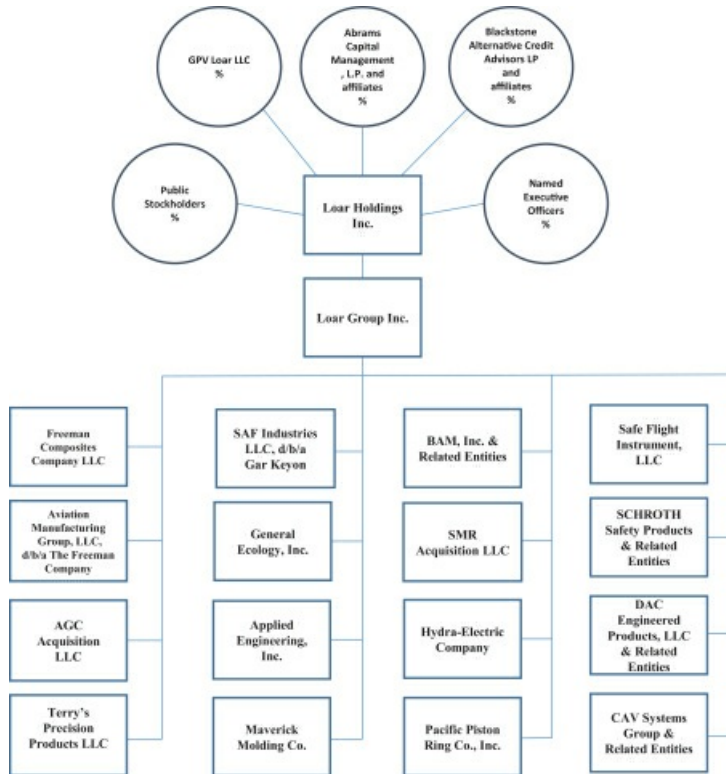 GPV Loar LLC
%
Abrams
Capital
Management
, L.P. and
affiliates
%
Blackstone
Alternative Credit
Advisors LP
and
affiliates
%
Public
Stockholders
%
Loar Holdings
Inc.
Named
Executive
Officers
%
Loar Group Inc.
Freeman
Composites
Company LLC
SAF Industries
LLC, d/b/a
Gar Kenyon
BAM, Inc. &
Related Entities
Safe Flight
Instrument,
LLC
Aviation
Manufacturing
Group, LLC,
d/b/a The Freeman
Company
General
Ecology, Inc.
SMR
Acquisition LLC
SCHROTH
Safety Products
& Related
Entities
AGC
Acquisition
LLC
Applied
Engineering,
Inc.
Hydra-Electric
Company
DAC
Engineered
Products, LLC
& Related
Entities
Terry's
Precision
Products LLC
Maverick
Molding Co.
Pacific Piston
Ring Co., Inc.
CAV Systems
Group &
Related Entities